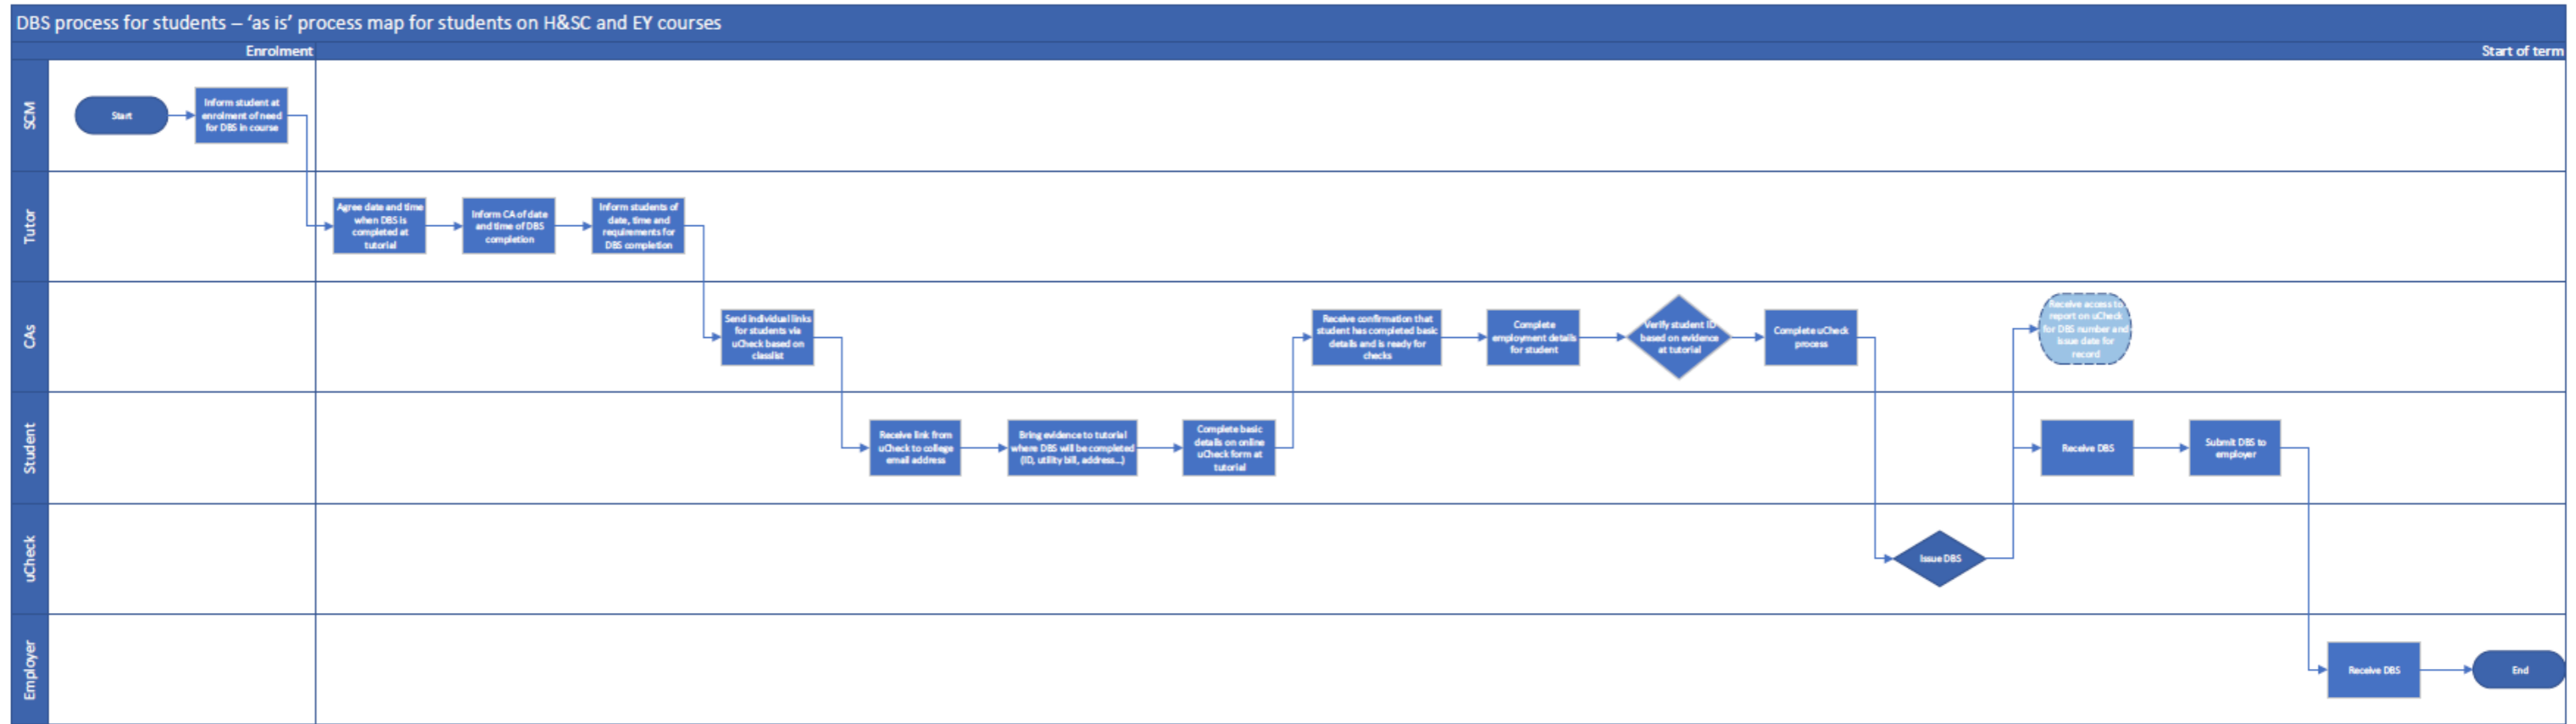 DBS process for students – 'as is' process map for students on H&SC and EY courses
Enrolment
Start of term
SCM
Start
Inform student at
enrolment of need
for DBS in course
Tutor
Agree date and time
when DBS is
completed at
tutorial
Inform CA of date
and time of DBS
completion
Inform students of
date, time and
requirements for
DBS completion
CAs
Send individual links
for students via
uCheck based on
classlist
Receive confirmation that
student has completed basic
details and is ready for
checks
Complete
employment details
for student
Verify student ID
based on evidence
at tutorial
Complete uCheck
process
Receive access to
report on uCheck
for DBS number and
issue date for
record
Student
Receive link from
uCheck to college
email address
Bring evidence to tutorial
where DBS will be completed
(ID, utility bill, address...)
Complete basic
details on online
uCheck form at
tutorial
Receive DBS
Submit DBS to
employer
uCheck
Issue DBS
Employer
Receive DBS
End